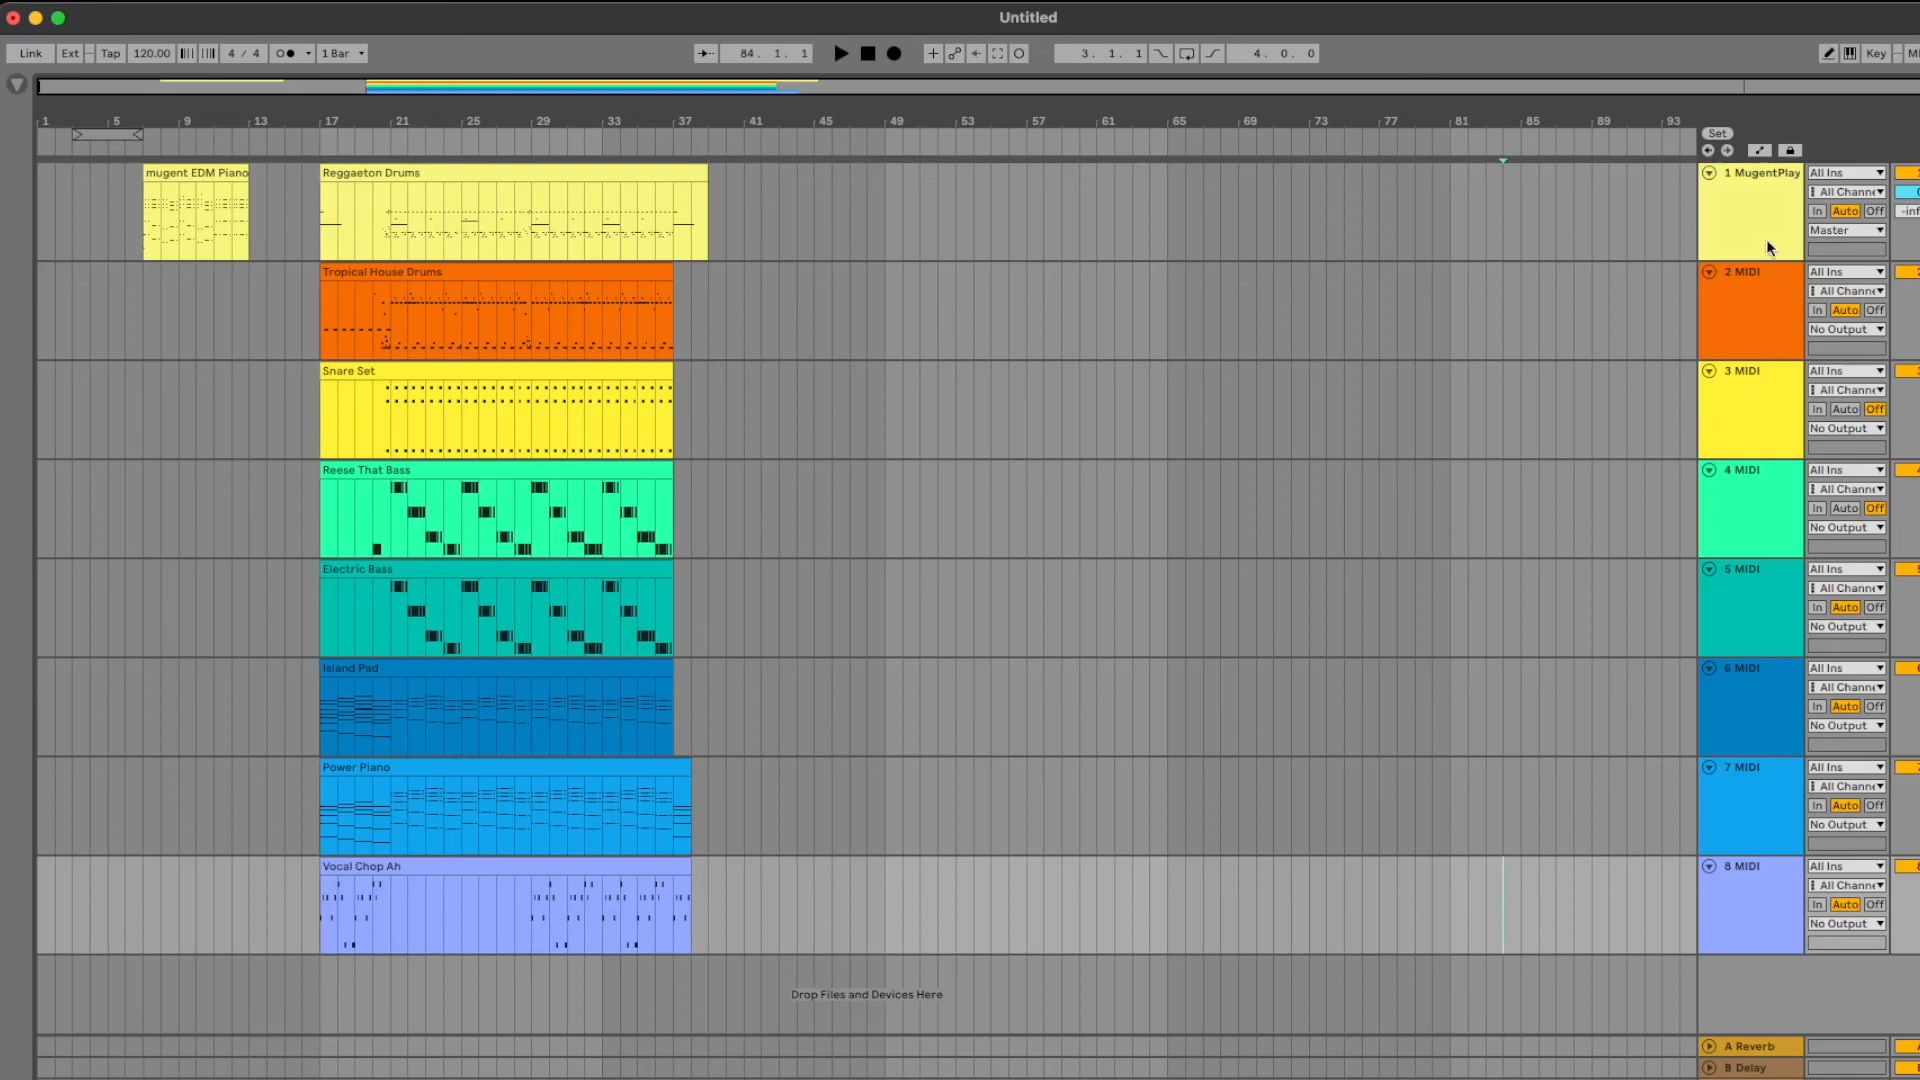 Untitled
Link Ext Tap 120.00 4 / 4 1 Bar 84. 1. 1 3. 1. 1 4. 0. 0 Key
1 5 9 13 17 21 25 29 33 37 41 45 49 53 57 61 65 69 73 77 81 85 89 93
Set
mugent EDM Piano Reggaeton Drums 1 MugentPlay All Ins
All Channe
In Auto Off -inf
Master
Tropical House Drums 2 MIDI All Ins
All Channe
In Auto Off
No Output
Snare Set 3 MIDI All Ins
All Channe
In Auto Off
No Output
Reese That Bass 4 MIDI All Ins
All Channe
In Auto Off
No Output
Electric Bass 5 MIDI All Ins
All Channe
In Auto Off
No Output
Island Pad 6 MIDI All Ins
All Channe
In Auto Off
No Output
Power Piano 7 MIDI All Ins
All Channe
In Auto Off
No Output
Vocal Chop Ah 8 MIDI All Ins
All Channe
In Auto Off
No Output
Drop Files and Devices Here
A Reverb
B Delay